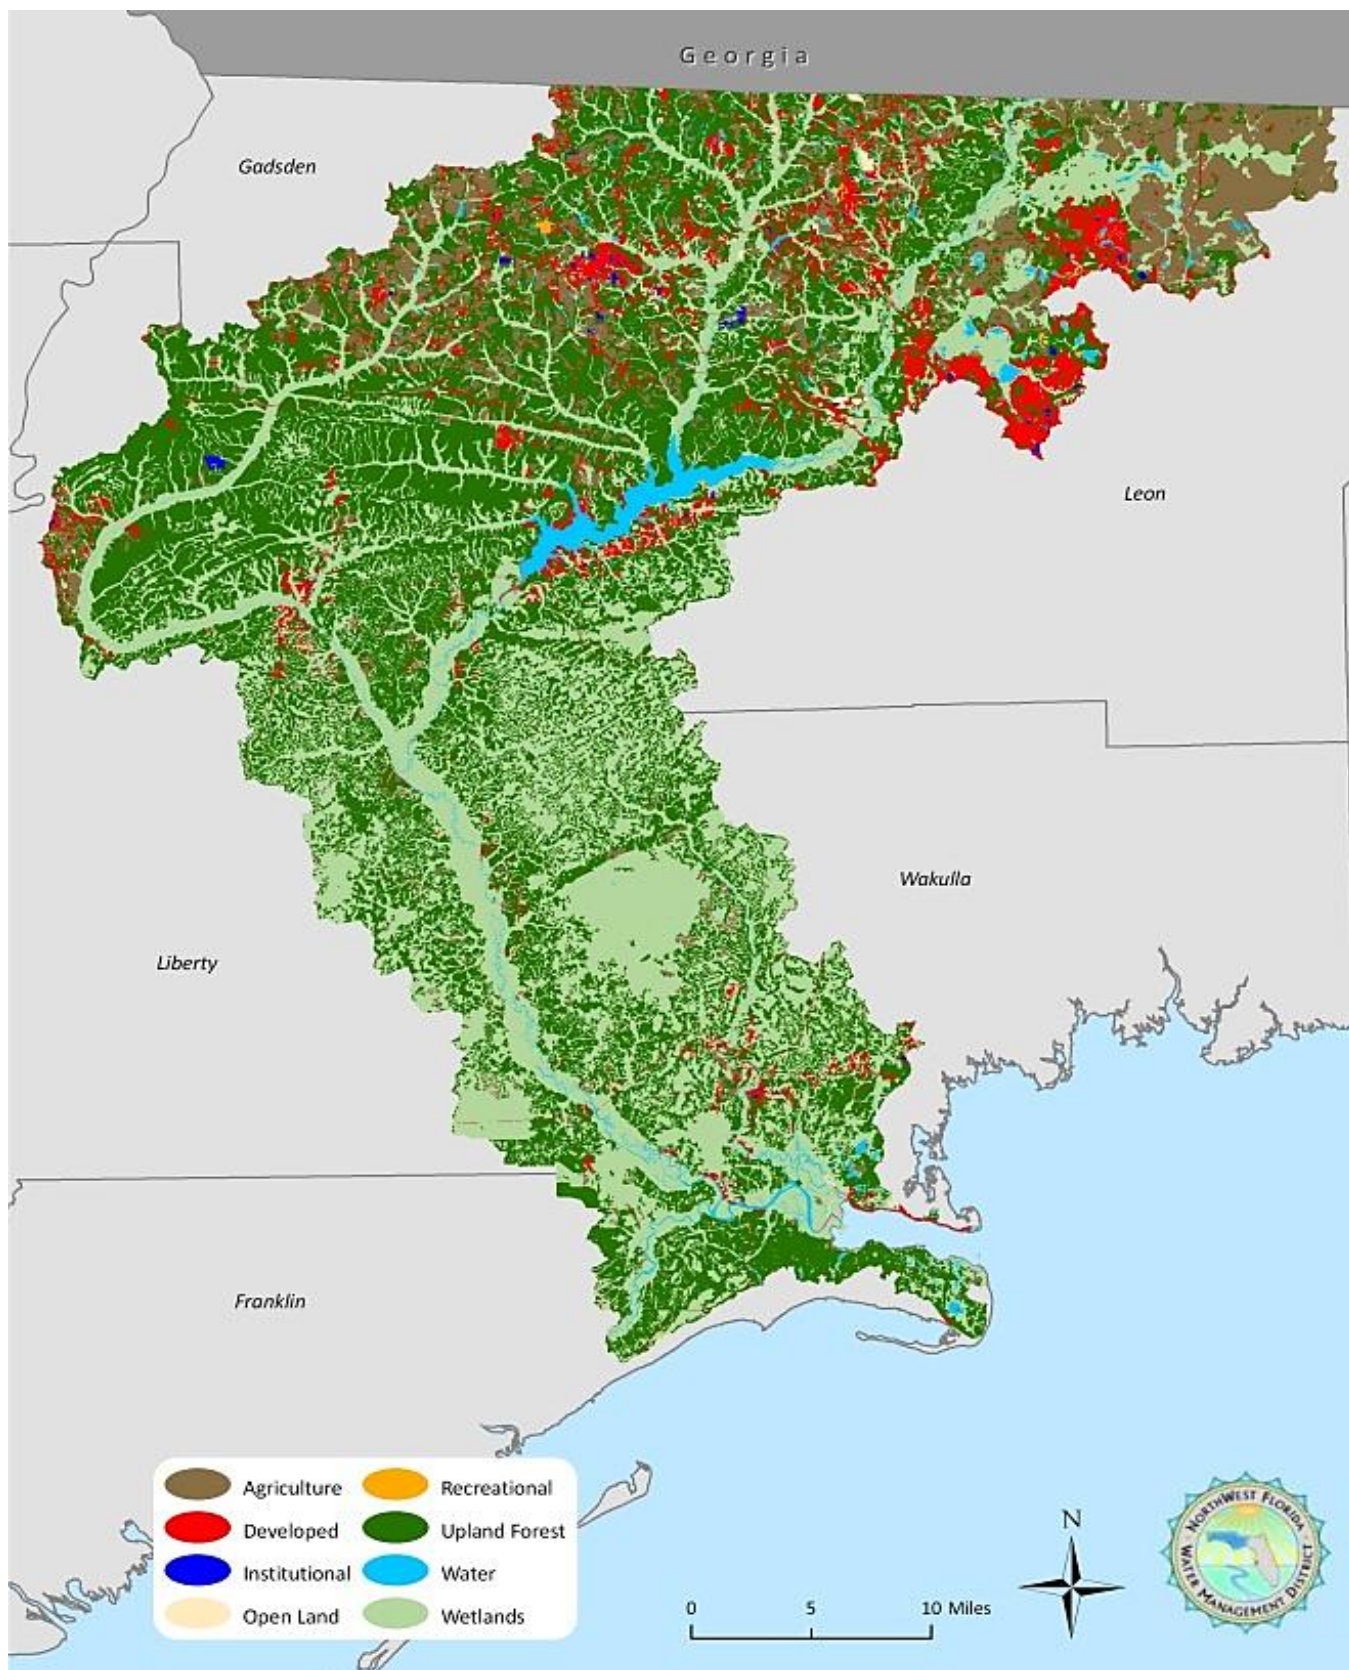 Georgia
Gadsden
Leon
Wakulla
Liberty
Franklin
Agriculture
Recreational
Developed
Upland Forest
Institutional
Water
Open Land
Wetlands
0 5 10 Miles
N
NORTHWEST FLORIDA
WATER MANAGEMENT DISTRICT